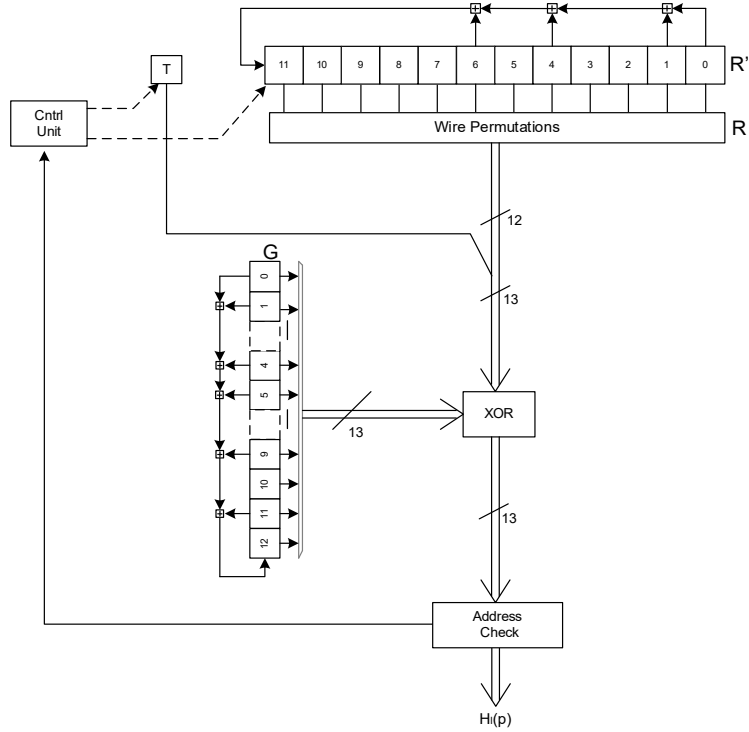 11 10 9 8 7 6 5 4 3 2 1 0
R'
T
Cntrl
Unit
Wire Permutations
R
12
G
0
1
13
4
5
XOR
13
9
10
11
12
13
Address
Check
Hl(p)